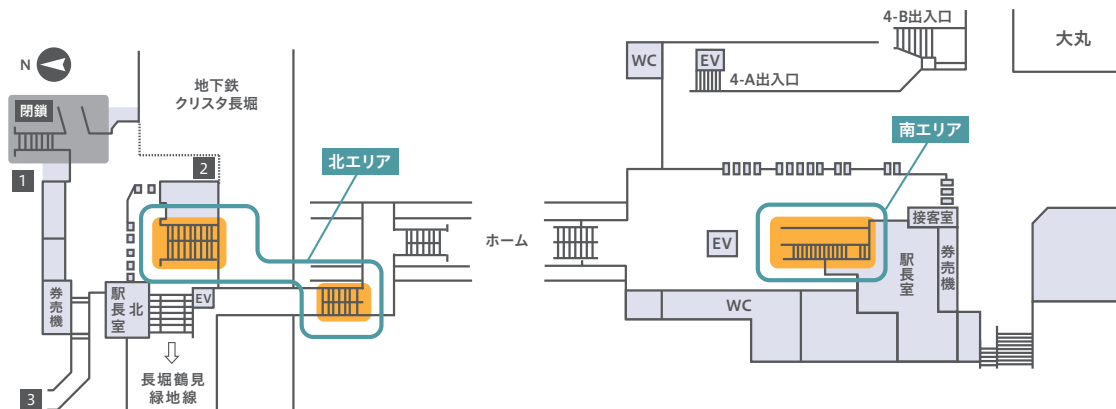 N
閉鎖
1
地下鉄
クリスタ長堀
2
北エリア
券売機
駅長室
北
EV
3
長堀鶴見
緑地線
ホーム
WC
EV
4-A出入口
4-B出入口
大丸
南エリア
EV
接客室
駅長室
券売機
WC